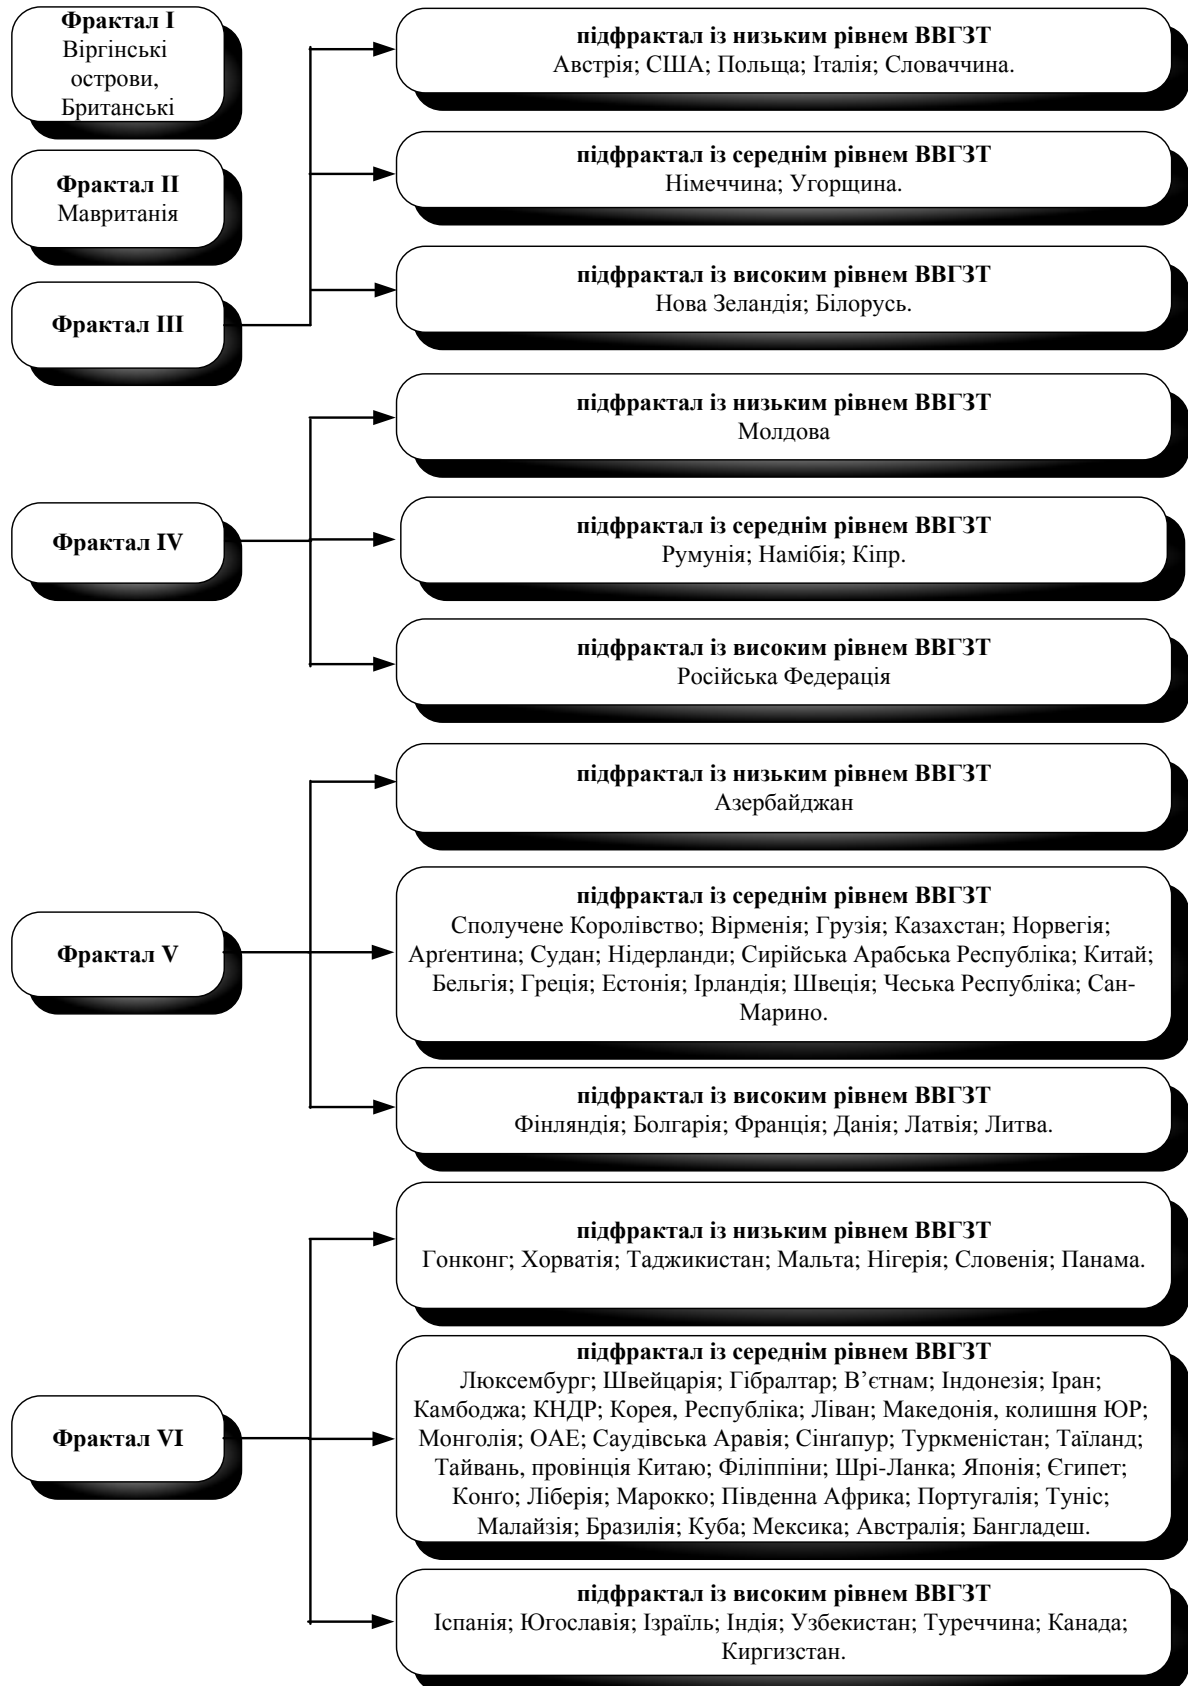 Фрактал I
Віргінські
острови,
Британські
Фрактал II
Мавританія
Фрактал III
підфрактал із низьким рівнем ВВГЗТ
Австрія; США; Польща; Італія; Словаччина.
підфрактал із середнім рівнем ВВГЗТ
Німеччина; Угорщина.
підфрактал із високим рівнем ВВГЗТ
Нова Зеландія; Білорусь.
Фрактал IV
підфрактал із низьким рівнем ВВГЗТ
Молдова
підфрактал із середнім рівнем ВВГЗТ
Румунія; Намібія; Кіпр.
підфрактал із високим рівнем ВВГЗТ
Російська Федерація
Фрактал V
підфрактал із низьким рівнем ВВГЗТ
Азербайджан
підфрактал із середнім рівнем ВВГЗТ
Сполучене Королівство; Вірменія; Грузія; Казахстан; Норвегія;
Арґентина; Судан; Нідерланди; Сирійська Арабська Республіка; Китай;
Бельгія; Греція; Естонія; Ірландія; Швеція; Чеська Республіка; Сан-
Марино.
підфрактал із високим рівнем ВВГЗТ
Фінляндія; Болгарія; Франція; Данія; Латвія; Литва.
Фрактал VI
підфрактал із низьким рівнем ВВГЗТ
Гонконг; Хорватія; Таджикистан; Мальта; Нігерія; Словенія; Панама.
підфрактал із середнім рівнем ВВГЗТ
Люксембург; Швейцарія; Гібралтар; В’єтнам; Індонезія; Іран;
Камбоджа; КНДР; Корея, Республіка; Ліван; Македонія, колишня ЮР;
Монголія; ОАЕ; Саудівська Аравія; Сінґапур; Туркменістан; Таїланд;
Тайвань, провінція Китаю; Філіппіни; Шрі-Ланка; Японія; Єгипет;
Конґо; Ліберія; Марокко; Південна Африка; Португалія; Туніс;
Малайзія; Бразилія; Куба; Мексика; Австралія; Бангладеш.
підфрактал із високим рівнем ВВГЗТ
Іспанія; Югославія; Ізраїль; Індія; Узбекистан; Туреччина; Канада;
Киргизстан.